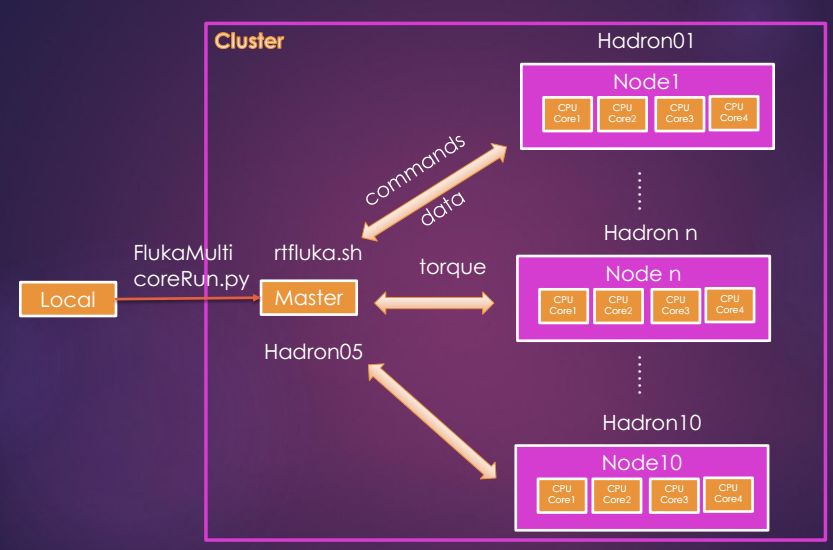 Cluster
Hadron01
Node1
CPU
Core1
CPU
Core2
CPU
Core3
CPU
Core4
commands
data
Hadron n
Node n
CPU
Core1
CPU
Core2
CPU
Core3
CPU
Core4
FlukaMulti
coreRun.py
rtfluka.sh
torque
Local
Master
Hadron05
Hadron10
Node10
CPU
Core1
CPU
Core2
CPU
Core3
CPU
Core4